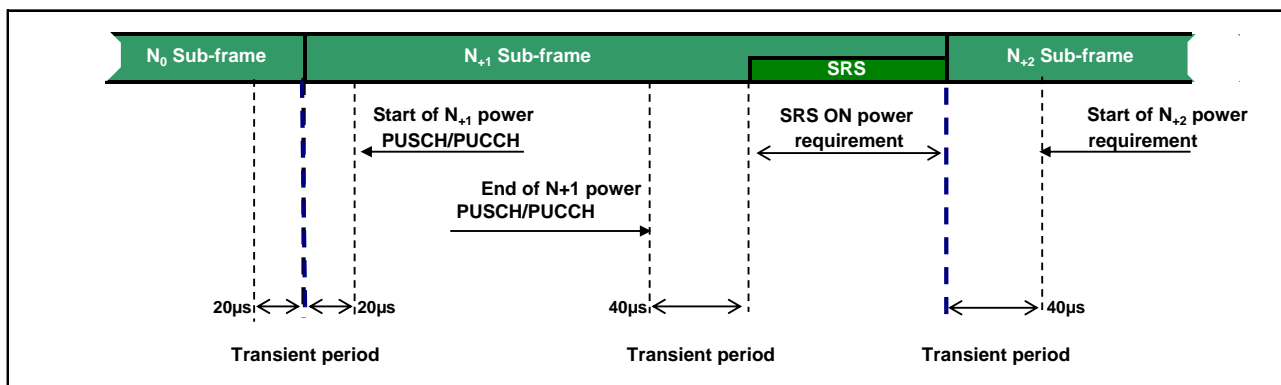 N0 Sub-frame
N+1 Sub-frame
SRS
N+2 Sub-frame
Start of N+1 power
PUSCH/PUCCH
SRS ON power
requirement
Start of N+2 power
requirement
End of N+1 power
PUSCH/PUCCH
20µs
20µs
40µs
40µs
Transient period
Transient period
Transient period